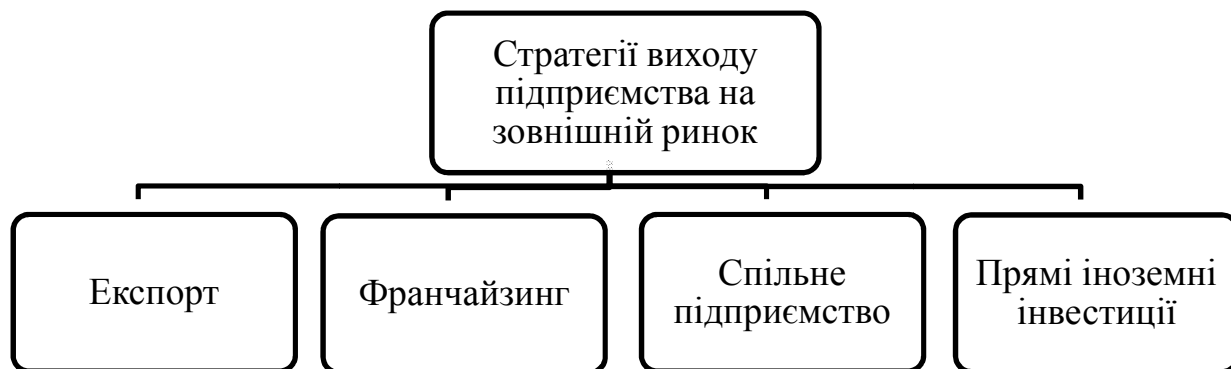 Стратегії виходу
підприємства на
зовнішній ринок
Експорт
Франчайзинг
Спільне
підприємство
Прямі іноземні
інвестиції